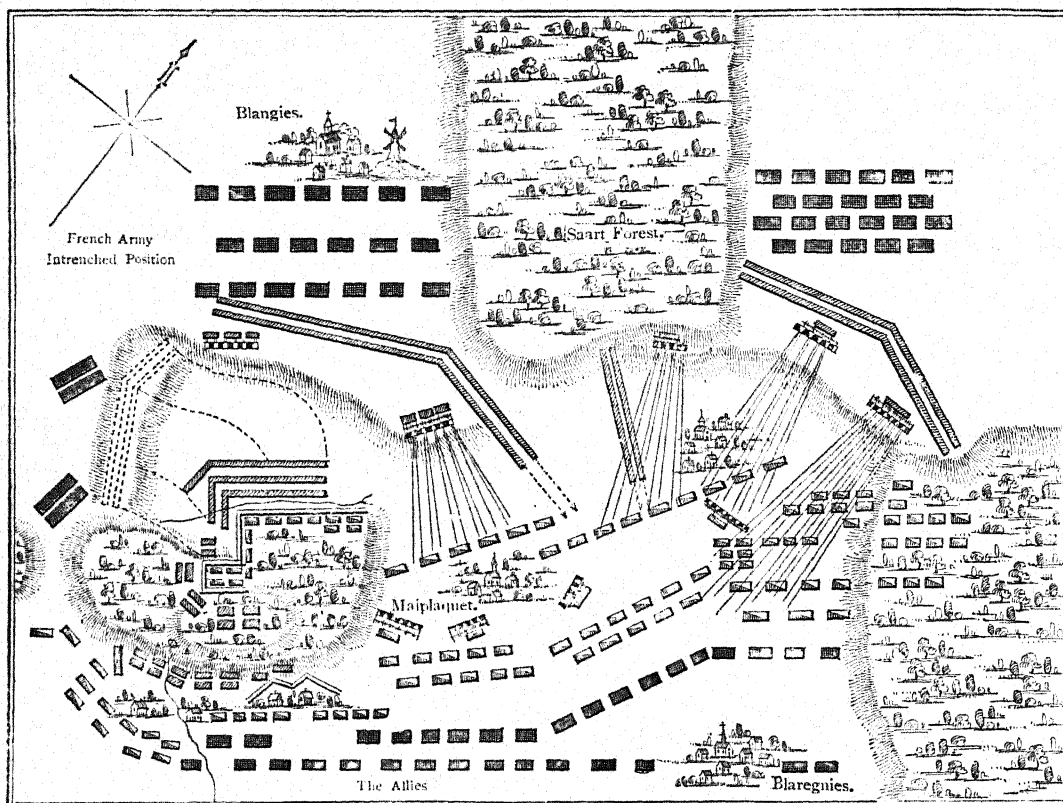 Blangies.
Saart Forest.
French Army
Intrenched Position
Malplaquet.
The Allies
Blaregnies.